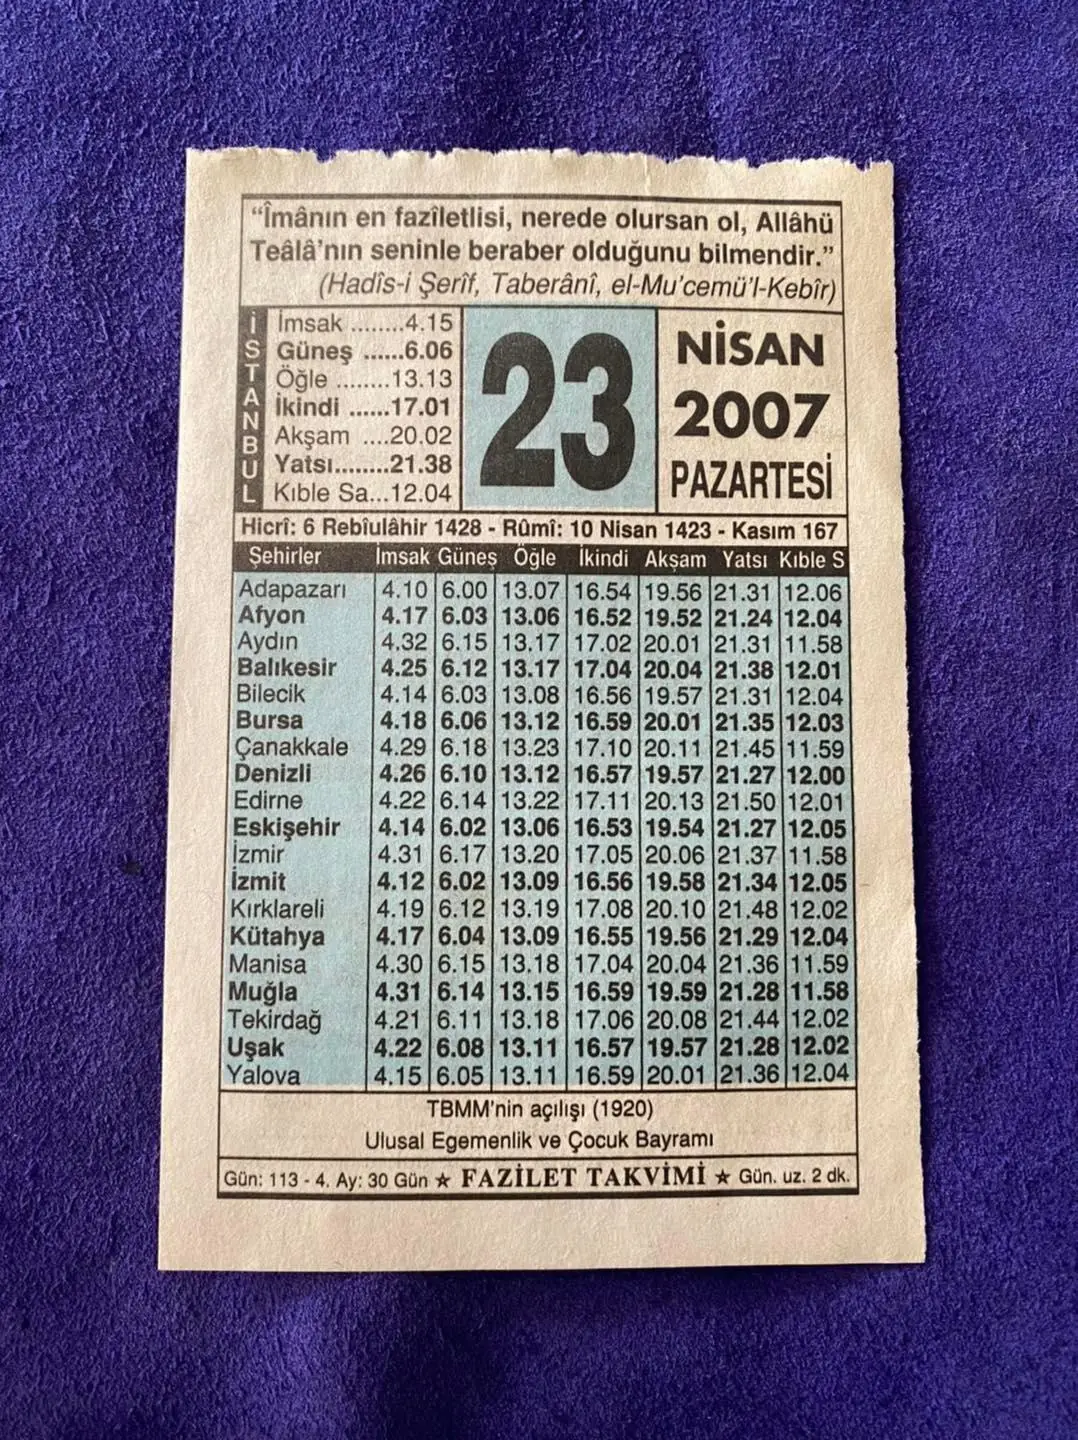 “Îmânın en fazîletlisi, nerede olursan ol, Allâhü
Teâlâ’nın seninle beraber olduğunu bilmendir.”
(Hadîs-i Şerîf, Taberânî, el-Mu’cemü’l-Kebîr)
İSTANBUL
İmsak ........4.15
Güneş ......6.06
Öğle ........13.13
İkindi ......17.01
Akşam ....20.02
Yatsı........21.38
Kıble Sa...12.04
23
NİSAN
2007
PAZARTESİ
Hicrî: 6 Rebîulâhir 1428 - Rûmî: 10 Nisan 1423 - Kasım 167
Şehirler İmsak Güneş Öğle İkindi Akşam Yatsı Kıble S
Adapazarı 4.10 6.00 13.07 16.54 19.56 21.31 12.06
Afyon 4.17 6.03 13.06 16.52 19.52 21.24 12.04
Aydın 4.32 6.15 13.17 17.02 20.01 21.31 11.58
Balıkesir 4.25 6.12 13.17 17.04 20.04 21.38 12.01
Bilecik 4.14 6.03 13.08 16.56 19.57 21.31 12.04
Bursa 4.18 6.06 13.12 16.59 20.01 21.35 12.03
Çanakkale 4.29 6.18 13.23 17.10 20.11 21.45 11.59
Denizli 4.26 6.10 13.12 16.57 19.57 21.27 12.00
Edirne 4.22 6.14 13.22 17.11 20.13 21.50 12.01
Eskişehir 4.14 6.02 13.06 16.53 19.54 21.27 12.05
İzmir 4.31 6.17 13.20 17.05 20.06 21.37 11.58
İzmit 4.12 6.02 13.09 16.56 19.58 21.34 12.05
Kırklareli 4.19 6.12 13.19 17.08 20.10 21.48 12.02
Kütahya 4.17 6.04 13.09 16.55 19.56 21.29 12.04
Manisa 4.30 6.15 13.18 17.04 20.04 21.36 11.59
Muğla 4.31 6.14 13.15 16.59 19.59 21.28 11.58
Tekirdağ 4.21 6.11 13.18 17.06 20.08 21.44 12.02
Uşak 4.22 6.08 13.11 16.57 19.57 21.28 12.02
Yalova 4.15 6.05 13.11 16.59 20.01 21.36 12.04
TBMM’nin açılışı (1920)
Ulusal Egemenlik ve Çocuk Bayramı
Gün: 113 - 4. Ay: 30 Gün ★ FAZİLET TAKVİMİ ★ Gün. uz. 2 dk.